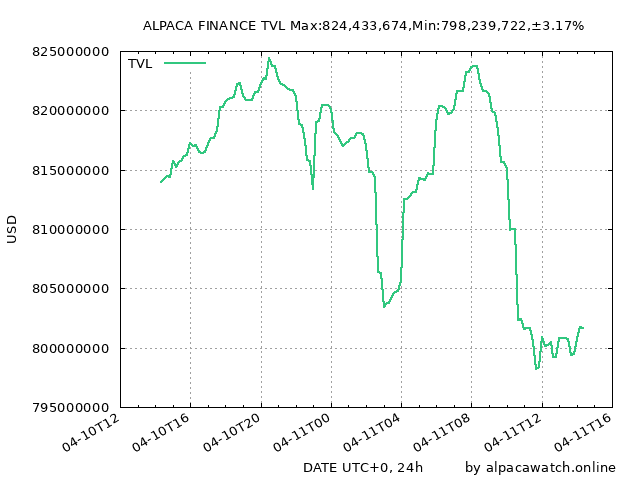 ALPACA FINANCE TVL Max:824,433,674,Min:798,239,722,±3.17%
825000000
TVL
820000000
815000000
810000000
805000000
800000000
795000000
USD
04-10T12
04-10T16
04-10T20
04-11T00
04-11T04
04-11T08
04-11T12
04-11T16
DATE UTC+0, 24h
by alpacawatch.online